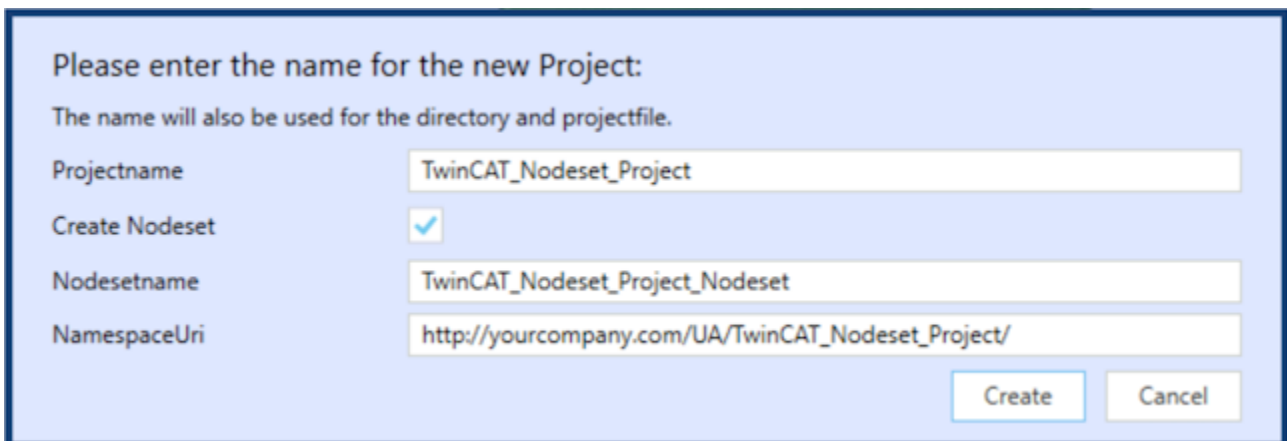 Please enter the name for the new Project:
The name will also be used for the directory and projectfile.
Projectname TwinCAT_Nodeset_Project
Create Nodeset
Nodesetname TwinCAT_Nodeset_Project_Nodeset
NamespaceUri http://yourcompany.com/UA/TwinCAT_Nodeset_Project/
Create Cancel